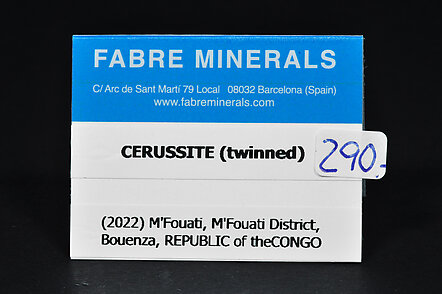 FABRE MINERALS
C/ Arc de Sant Martí 79 Local 08032 Barcelona (Spain)
www.fabreminerals.com
CERUSSITE (twinned) 290.-
(2022) M'Fouati, M'Fouati District,
Bouenza, REPUBLIC of theCONGO